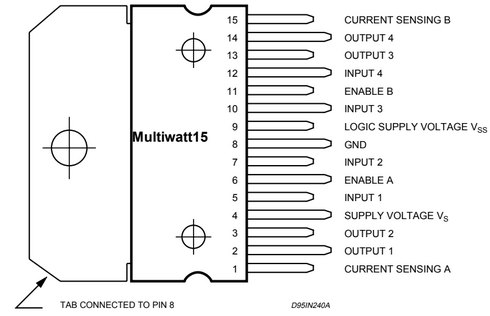 15 CURRENT SENSING B
14 OUTPUT 4
13 OUTPUT 3
12 INPUT 4
11 ENABLE B
10 INPUT 3
9 LOGIC SUPPLY VOLTAGE VSS
8 GND
Multiwatt15
7 INPUT 2
6 ENABLE A
5 INPUT 1
4 SUPPLY VOLTAGE VS
3 OUTPUT 2
2 OUTPUT 1
1 CURRENT SENSING A
TAB CONNECTED TO PIN 8
D95IN240A